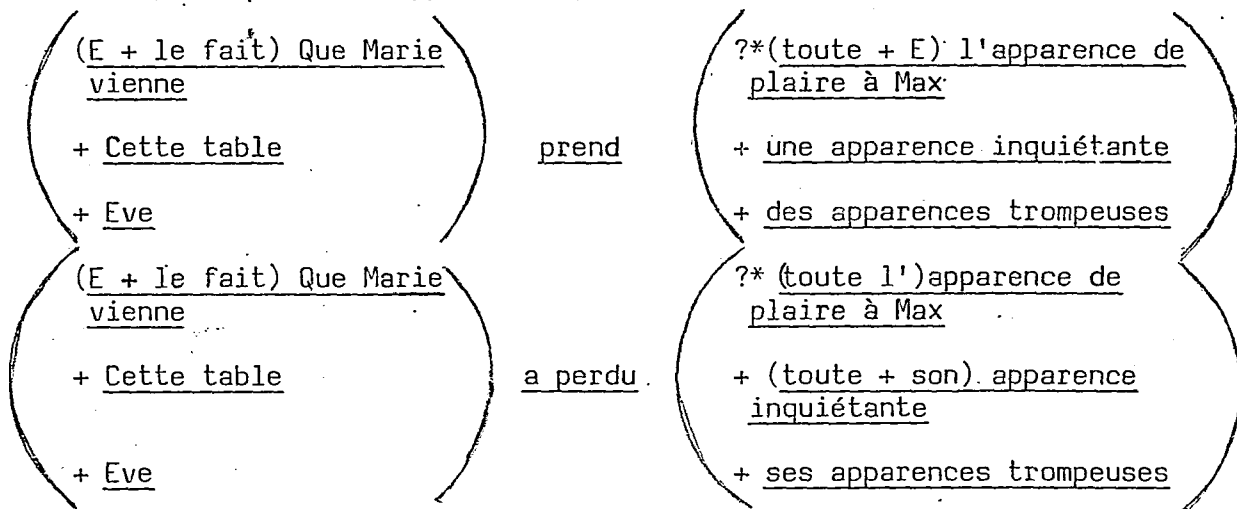 (E + le fait) Que Marie vienne ?*(toute + E) l'apparence de plaire à Max
+ Cette table prend + une apparence inquiétante
+ Eve + des apparences trompeuses
(E + le fait) Que Marie vienne ?* (toute l')apparence de plaire à Max
+ Cette table a perdu. + (toute + son) apparence inquiétante
+ Eve + ses apparences trompeuses